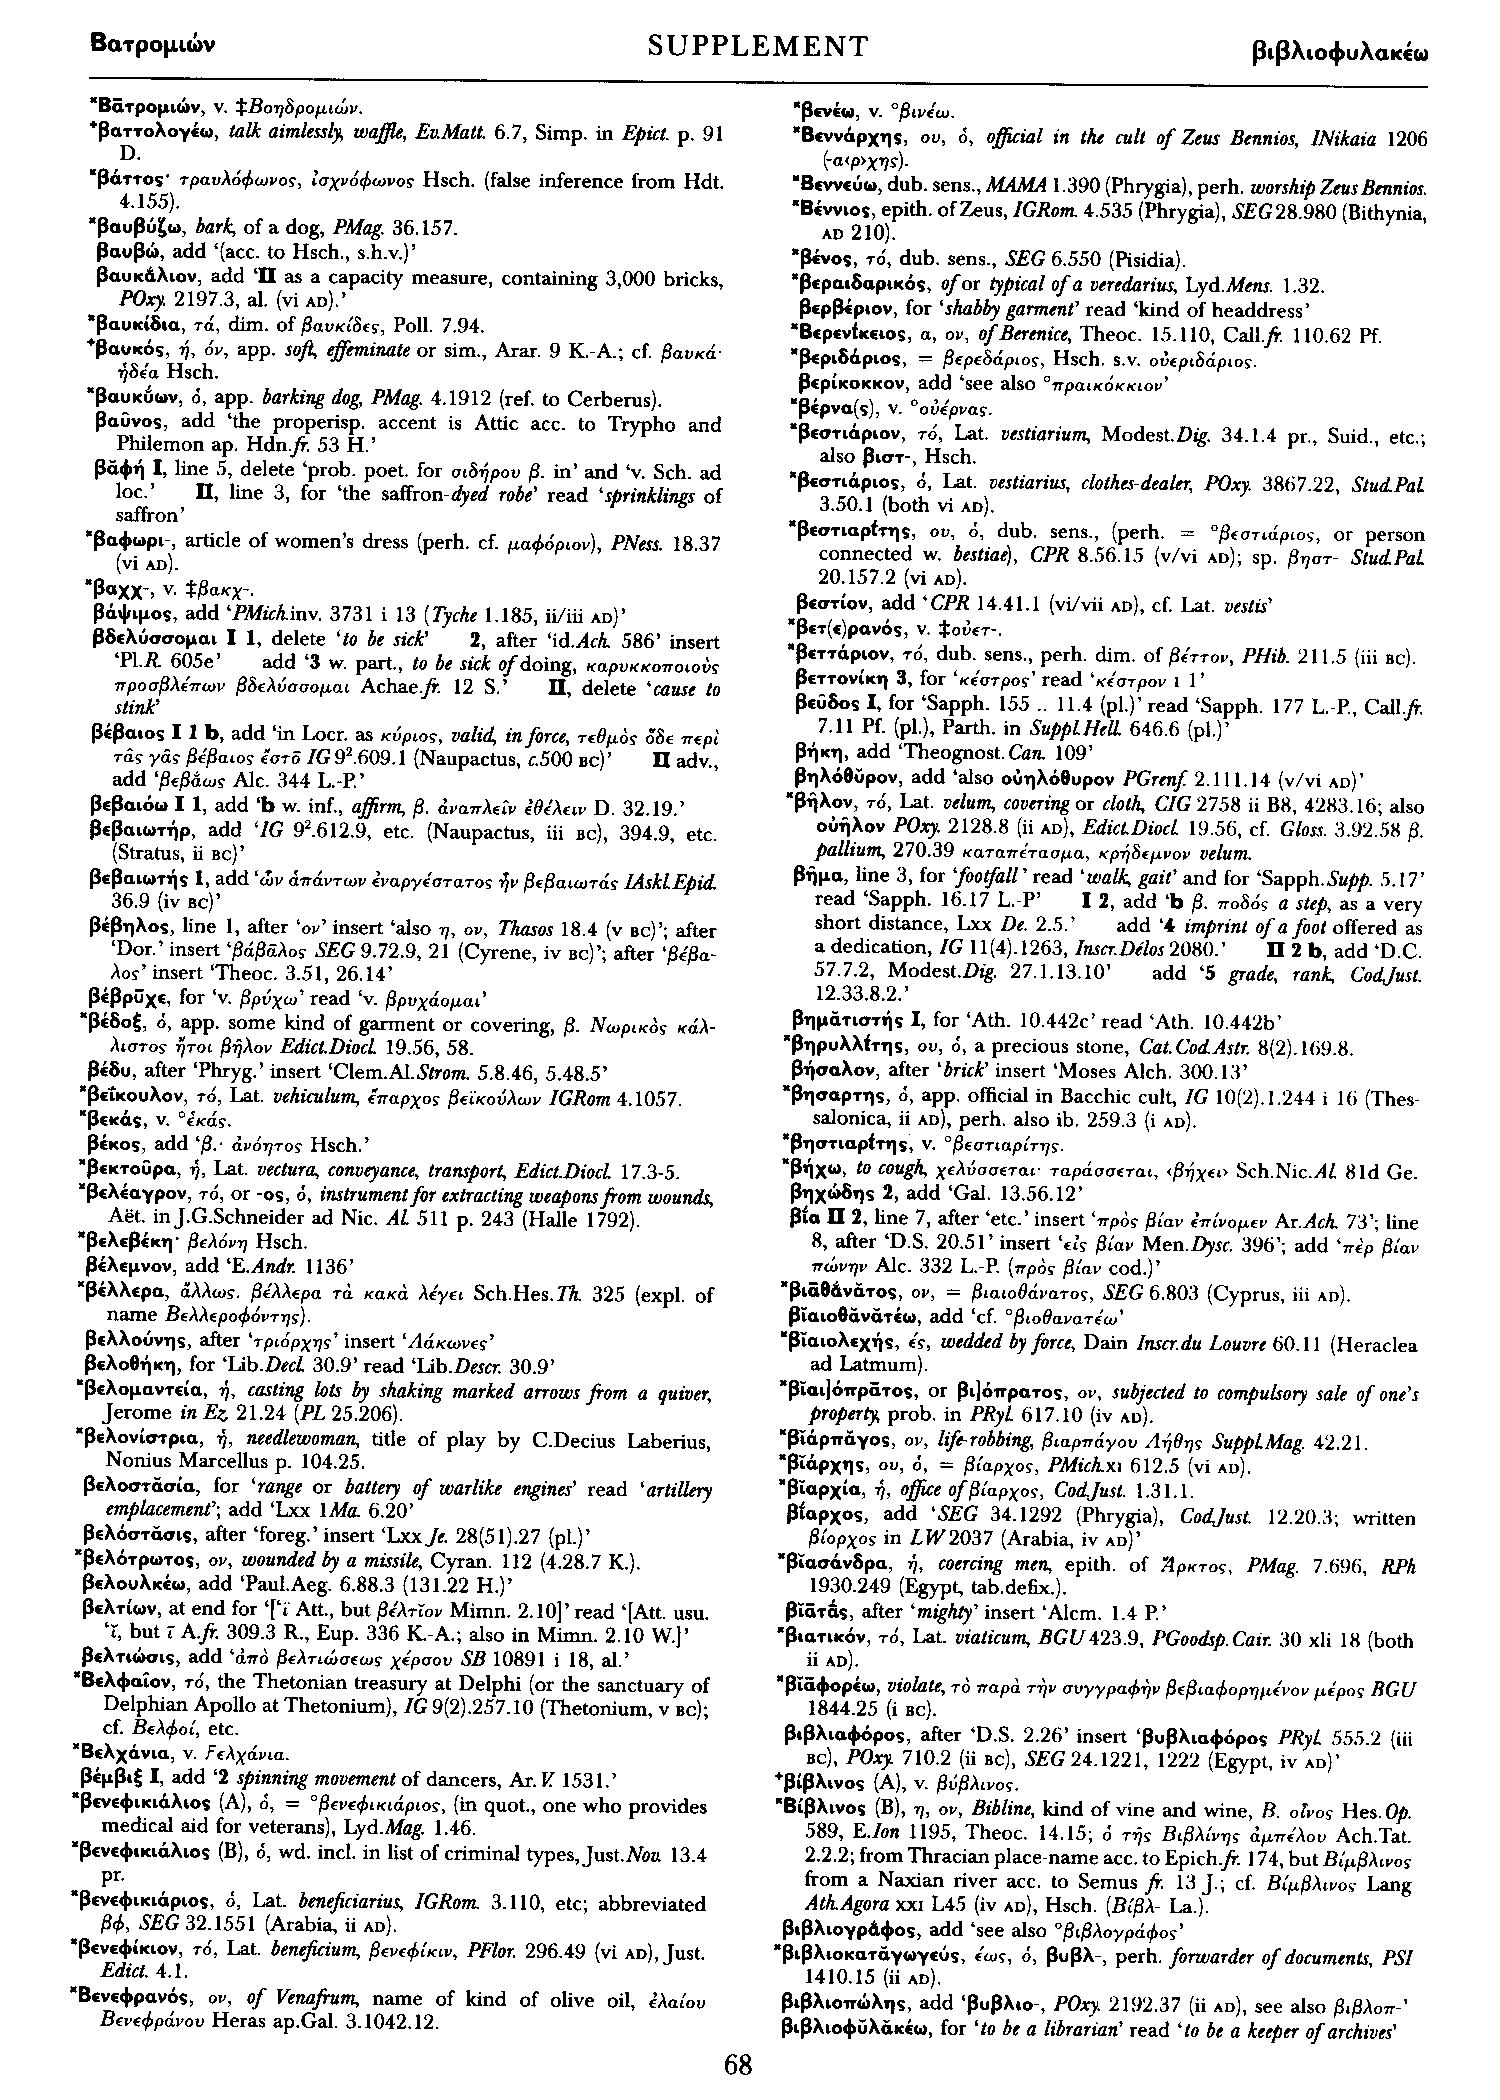 Βατρομιών SUPPLEMENT βιβλιοφυλακέω
*Βᾱτρομιών, v. ‡Βοηδρομιών.
⁺βαττολογέω, talk aimlessly, waffle, Ev.Matt. 6.7, Simp. in Epict. p. 91
D.
*βάττος· τραυλόφωνος, ἰσχνόφωνος Hsch. (false inference from Hdt.
4.155).
*βαυβύζω, bark, of a dog, PMag. 36.157.
βαυβώ, add ‘(acc. to Hsch., s.h.v.)’
βαυκάλιον, add ‘II as a capacity measure, containing 3,000 bricks,
POxy. 2197.3, al. (vi AD).’
*βαυκίδια, τά, dim. of βαυκίδες, Poll. 7.94.
⁺βαυκός, ή, όν, app. soft, effeminate or sim., Arar. 9 K.-A.; cf. βαυκά·
ἡδέα Hsch.
*βαυκύων, ὁ, app. barking dog, PMag. 4.1912 (ref. to Cerberus).
βαῦνος, add ‘the properisp. accent is Attic acc. to Trypho and
Philemon ap. Hdn.fr. 53 H.’
βᾰφή I, line 5, delete ‘prob. poet. for σιδήρου β. in’ and ‘v. Sch. ad
loc.’ II, line 3, for ‘the saffron-dyed robe’ read ‘sprinklings of
saffron’
*βαφωρι-, article of women’s dress (perh. cf. μαφόριον), PNess. 18.37
(vi AD).
*βαχχ-, v. ‡βακχ-.
βάψιμος, add ‘PMich.inv. 3731 i 13 (Tyche 1.185, ii/iii AD)’
βδελύσσομαι I 1, delete ‘to be sick’ 2, after ‘id.Ach. 586’ insert
‘Pl.R. 605e’ add ‘3 w. part., to be sick of doing, καρυκκοποιοὺς
προσβλέπων βδελύσσομαι Achae.fr. 12 S.’ II, delete ‘cause to
stink’
βέβαιος I 1 b, add ‘in Locr. as κύριος, valid, in force, τεθμὸς ὅδε περὶ
τᾶς γᾶς βέβαιος ἔστō IG 9².609.1 (Naupactus, c.500 BC)’ II adv.,
add ‘βεβάως Alc. 344 L.-P.’
βεβαιόω I 1, add ‘b w. inf., affirm, β. ἀναπλεῖν ἐθέλειν D. 32.19.’
βεβαιωτήρ, add ‘IG 9².612.9, etc. (Naupactus, iii BC), 394.9, etc.
(Stratus, ii BC)’
βεβαιωτής I, add ‘ὧν ἁπάντων ἐναργέστατος ἦν βεβαιωτάς IAskl.Epid.
36.9 (iv BC)’
βέβηλος, line 1, after ‘ον’ insert ‘also η, ον, Thasos 18.4 (v BC)’; after
‘Dor.’ insert ‘βάβᾱλος SEG 9.72.9, 21 (Cyrene, iv BC)’; after ‘βέβα-
λος’ insert ‘Theoc. 3.51, 26.14’
βέβρῡχε, for ‘v. βρύχω’ read ‘v. βρυχάομαι’
*βέδοξ, ὁ, app. some kind of garment or covering, β. Νωρικὸς κάλ-
λιστος ἤτοι βῆλον Edict.Diocl. 19.56, 58.
βέδυ, after ‘Phryg.’ insert ‘Clem.Al.Strom. 5.8.46, 5.48.5’
*βεΐκουλον, τό, Lat. vehiculum, ἔπαρχος βεϊκούλων IGRom 4.1057.
*βεκάς, v. °ἑκάς.
βέκος, add ‘β.· ἀνόητος Hsch.’
*βεκτοῦρα, ἡ, Lat. vectura, conveyance, transport, Edict.Diocl. 17.3-5.
*βελέαγρον, τό, or -ος, ὁ, instrument for extracting weapons from wounds,
Aët. in J.G.Schneider ad Nic. Al. 511 p. 243 (Halle 1792).
*βελεβέκη· βελόνη Hsch.
βέλεμνον, add ‘E.Andr. 1136’
*βέλλερα, ἄλλως. βέλλερα τὰ κακὰ λέγει Sch.Hes.Th. 325 (expl. of
name Βελλεροφόντης).
βελλούνης, after ‘τριόρχης’ insert ‘Λάκωνες’
βελοθήκη, for ‘Lib.Decl. 30.9’ read ‘Lib.Descr. 30.9’
*βελομαντεία, ἡ, casting lots by shaking marked arrows from a quiver,
Jerome in Ez. 21.24 (PL 25.206).
*βελονίστρια, ἡ, needlewoman, title of play by C.Decius Laberius,
Nonius Marcellus p. 104.25.
βελοστᾰσία, for ‘range or battery of warlike engines’ read ‘artillery
emplacement’; add ‘Lxx 1Ma. 6.20’
βελόστᾰσις, after ‘foreg.’ insert ‘Lxx Je. 28(51).27 (pl.)’
*βελότρωτος, ον, wounded by a missile, Cyran. 112 (4.28.7 K.).
βελουλκέω, add ‘Paul.Aeg. 6.88.3 (131.22 H.)’
βελτίων, at end for ‘[‘ῑ Att., but βέλτῐον Mimn. 2.10]’ read ‘[Att. usu.
‘ῑ, but ῐ A.fr. 309.3 R., Eup. 336 K.-A.; also in Mimn. 2.10 W.]’
βελτιώσις, add ‘ἀπὸ βελτιώσεως χέρσου SB 10891 i 18, al.’
*Βελφαῖον, τό, the Thetonian treasury at Delphi (or the sanctuary of
Delphian Apollo at Thetonium), IG 9(2).257.10 (Thetonium, v BC);
cf. Βελφοί, etc.
*Βελχάνια, v. Ϝελχάνια.
βέμβιξ I, add ‘2 spinning movement of dancers, Ar.V. 1531.’
*βενεφικιάλιος (A), ὁ, = °βενεφικιάριος, (in quot., one who provides
medical aid for veterans), Lyd.Mag. 1.46.
*βενεφικιάλιος (B), ὁ, wd. incl. in list of criminal types, Just.Nov. 13.4
pr.
*βενεφικιάριος, ὁ, Lat. beneficiarius, IGRom. 3.110, etc; abbreviated
βφ, SEG 32.1551 (Arabia, ii AD).
*βενεφίκιον, τό, Lat. beneficium, βενεφίκιν, PFlor. 296.49 (vi AD), Just.
Edict. 4.1.
*Βενεφρανός, ον, of Venafrum, name of kind of olive oil, ἐλαίου
Βενεφράνου Heras ap.Gal. 3.1042.12.
*βενέω, v. °βινέω.
*Βεννάρχης, ου, ὁ, official in the cult of Zeus Bennios, INikaia 1206
(-α‹ρ›χης).
*Βεννεύω, dub. sens., MAMA 1.390 (Phrygia), perh. worship Zeus Bennios.
*Βέννιος, epith. of Zeus, IGRom. 4.535 (Phrygia), SEG 28.980 (Bithynia,
AD 210).
*βένος, τό, dub. sens., SEG 6.550 (Pisidia).
*βεραιδαρικός, of or typical of a veredarius, Lyd.Mens. 1.32.
βερβέριον, for ‘shabby garment’ read ‘kind of headdress’
*Βερενίκειος, α, ον, of Berenice, Theoc. 15.110, Call.fr. 110.62 Pf.
*βεριδάριος, = βερεδάριος, Hsch. s.v. οὐεριδάριος.
βερίκοκκον, add ‘see also °πραικόκκιον’
*βέρνα(ς), v. °οὐέρνας.
*βεστιάριον, τό, Lat. vestiarium, Modest.Dig. 34.1.4 pr., Suid., etc.;
also βιστ-, Hsch.
*βεστιάριος, ὁ, Lat. vestiarius, clothes-dealer, POxy. 3867.22, Stud.Pal.
3.50.1 (both vi AD).
*βεστιαρίτης, ου, ὁ, dub. sens., (perh. = °βεστιάριος, or person
connected w. bestiae), CPR 8.56.15 (v/vi AD); sp. βηστ- Stud.Pal.
20.157.2 (vi AD).
βεστίον, add ‘CPR 14.41.1 (vi/vii AD), cf. Lat. vestis’
*βετ(ε)ρανός, v. ‡οὐετ-.
*βεττάριον, τό, dub. sens., perh. dim. of βέττον, PHib. 211.5 (iii BC).
βεττονίκη 3, for ‘κέστρος’ read ‘κέστρον ι 1’
βεῦδος I, for ‘Sapph. 155 .. 11.4 (pl.)’ read ‘Sapph. 177 L.-P., Call.fr.
7.11 Pf. (pl.), Parth. in Suppl.Hell. 646.6 (pl.)’
βήκη, add ‘Theognost.Can. 109’
βηλόθῠρον, add ‘also οὐηλόθυρον PGrenf. 2.111.14 (v/vi AD)’
*βῆλον, τό, Lat. velum, covering or cloth, CIG 2758 ii B8, 4283.16; also
οὐῆλον POxy. 2128.8 (ii AD), Edict.Diocl. 19.56, cf. Gloss. 3.92.58 β.
pallium, 270.39 καταπέτασμα, κρήδεμνον velum.
βῆμα, line 3, for ‘footfall’ read ‘walk, gait’ and for ‘Sapph.Supp. 5.17’
read ‘Sapph. 16.17 L.-P’ I 2, add ‘b β. ποδός a step, as a very
short distance, Lxx De. 2.5.’ add ‘4 imprint of a foot offered as
a dedication, IG 11(4).1263, Inscr.Délos 2080.’ II 2 b, add ‘D.C.
57.7.2, Modest.Dig. 27.1.13.10’ add ‘5 grade, rank, Cod.Just.
12.33.8.2.’
βημᾰτιστής I, for ‘Ath. 10.442c’ read ‘Ath. 10.442b’
*βηρυλλίτης, ου, ὁ, a precious stone, Cat.Cod.Astr. 8(2).169.8.
βήσαλον, after ‘brick’ insert ‘Moses Alch. 300.13’
*βησαρτης, ὁ, app. official in Bacchic cult, IG 10(2).1.244 i 16 (Thes-
salonica, ii AD), perh. also ib. 259.3 (i AD).
*βηστιαρίτης, v. °βεστιαρίτης.
*βήχω, to cough, χελύσσεται· ταράσσεται, ‹βήχει› Sch.Nic.Al. 81d Ge.
βηχώδης 2, add ‘Gal. 13.56.12’
βία II 2, line 7, after ‘etc.’ insert ‘πρὸς βίαν ἐπίνομεν Ar.Ach. 73’; line
8, after ‘D.S. 20.51’ insert ‘εἰς βίαν Men.Dysc. 396’; add ‘πὲρ βίαν
πώνην Alc. 332 L.-P. (πρὸς βίαν cod.)’
*βιᾱθάνᾰτος, ον, = βιαιοθάνατος, SEG 6.803 (Cyprus, iii AD).
βῐαιοθᾰνᾰτέω, add ‘cf. °βιοθανατέω’
*βῐαιολεχής, ές, wedded by force, Dain Inscr.du Louvre 60.11 (Heraclea
ad Latmum).
*βῐαι]όπρᾱτος, or βι]όπρατος, ον, subjected to compulsory sale of one’s
property, prob. in PRyl. 617.10 (iv AD).
*βῐάρπᾰγος, ον, life-robbing, βιαρπάγου Λήθης Suppl.Mag. 42.21.
*βῐάρχης, ου, ὁ, = βίαρχος, PMich.XI 612.5 (vi AD).
*βῐαρχία, ἡ, office of βίαρχος, Cod.Just. 1.31.1.
βίαρχος, add ‘SEG 34.1292 (Phrygia), Cod.Just. 12.20.3; written
βίορχος in LW 2037 (Arabia, iv AD)’
*βῐασάνδρα, ἡ, coercing men, epith. of Ἄρκτος, PMag. 7.696, RPh
1930.249 (Egypt, tab.defix.).
βῐᾱτάς, after ‘mighty’ insert ‘Alcm. 1.4 P.’
*βιατικόν, τό, Lat. viaticum, BGU 423.9, PGoodsp.Cair. 30 xli 18 (both
ii AD).
*βῐᾱφορέω, violate, τὸ παρὰ τὴν συγγραφὴν βεβιαφορημένον μέρος BGU
1844.25 (i BC).
βιβλιαφόρος, after ‘D.S. 2.26’ insert ‘βυβλιαφόρος PRyl. 555.2 (iii
BC), POxy. 710.2 (ii BC), SEG 24.1221, 1222 (Egypt, iv AD)’
⁺βίβλινος (A), v. βύβλινος.
*Βίβλινος (B), η, ον, Bibline, kind of vine and wine, Β. οἶνος Hes.Op.
589, E.Ion 1195, Theoc. 14.15; ὁ τῆς Βιβλίνης ἀμπέλου Ach.Tat.
2.2.2; from Thracian place-name acc. to Epich.fr. 174, but Βίμβλινος
from a Naxian river acc. to Semus fr. 13 J.; cf. Βίμβλινος Lang
Ath.Agora XXI L45 (iv AD), Hsch. (Βίβλ- La.).
βιβλιογράφος, add ‘see also °βιβλογράφος’
*βιβλιοκατᾰγωγεύς, έως, ὁ, βυβλ-, perh. forwarder of documents, PSI
1410.15 (ii AD).
βιβλιοπώλης, add ‘βυβλιο-, POxy. 2192.37 (ii AD), see also βιβλοπ-’
βιβλιοφῠλᾰκέω, for ‘to be a librarian’ read ‘to be a keeper of archives’
68